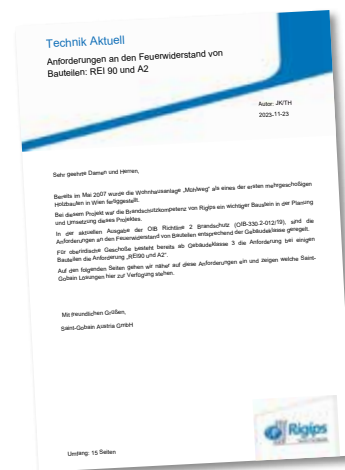 Technik Aktuell
Anforderungen an den Feuerwiderstand von
Bauteilen: REI 90 und A2
Autor: JK/TH
2023-11-23
Sehr geehrte Damen und Herren,
Bereits im Mai 2007 wurde die Wohnhausanlage „Mühlweg“ als eines der ersten mehrgeschoßigen
Holzbauten in Wien fertiggestellt.
Bei diesem Projekt war die Brandschutzkompetenz von Rigips ein wichtiger Baustein in der Planung
und Umsetzung dieses Projektes.
In der aktuellen Ausgabe der OIB Richtlinie 2 Brandschutz (OIB-330.2-012/19), sind die
Anforderungen an den Feuerwiderstand von Bauteilen entsprechend der Gebäudeklasse geregelt.
Für oberirdische Geschoße besteht bereits ab Gebäudeklasse 3 die Anforderung bei einigen
Bauteilen die Anforderung „REI90 und A2“.
Auf den folgenden Seiten gehen wir näher auf diese Anforderungen ein und zeigen welche Saint-
Gobain Lösungen hier zur Verfügung stehen.
Mit freundlichen Grüßen,
Saint-Gobain Austria GmbH
Umfang: 15 Seiten
Rigips